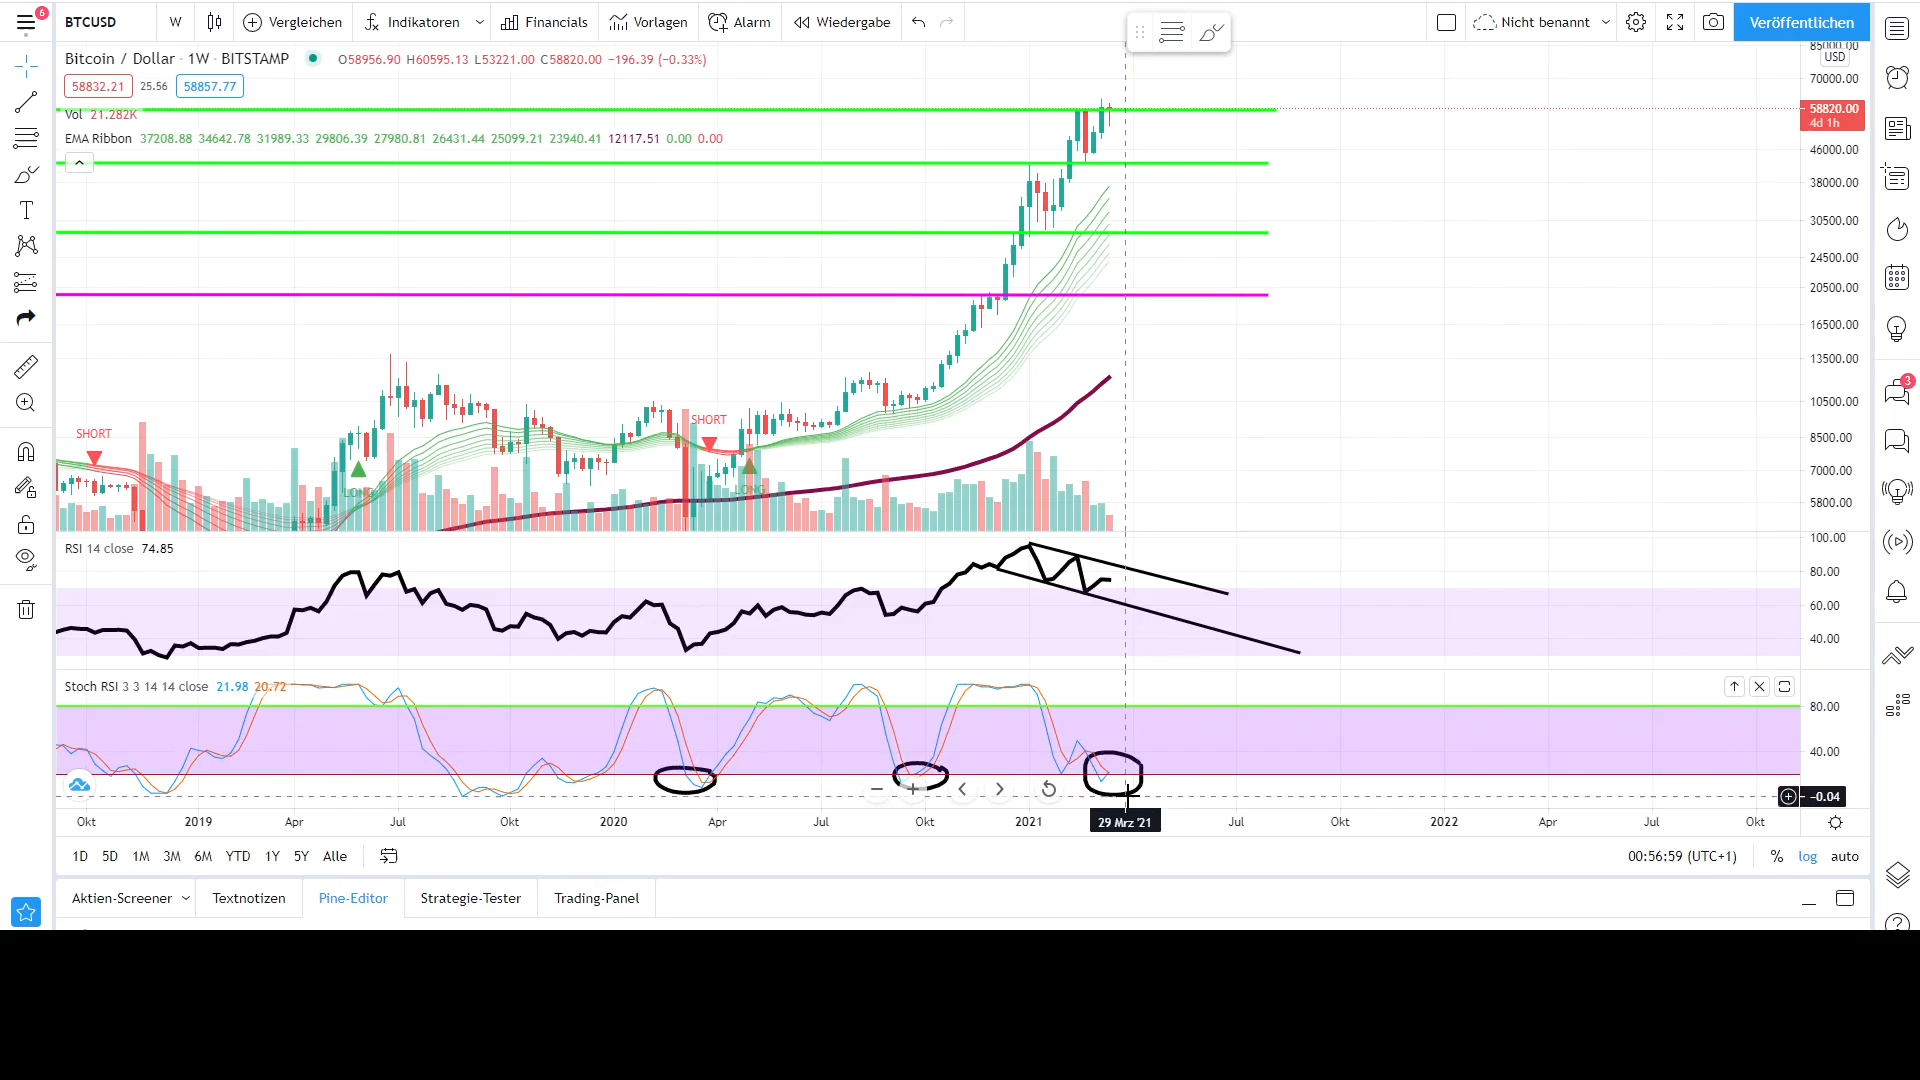 6
BTCUSD W Vergleichen Indikatoren Financials Vorlagen Alarm Wiedergabe Nicht benannt Veröffentlichen
Bitcoin / Dollar · 1W · BITSTAMP O58956.90 H60595.13 L53221.00 C58820.00 −196.39 (−0.33%)
85000.00
USD
70000.00
58832.21 25.56 58857.77
58820.00
4d 1h
Vol 21.282K
EMA Ribbon 37208.88 34642.78 31989.33 29806.39 27980.81 26431.44 25099.21 23940.41 12117.51 0.00 0.00
46000.00
38000.00
30500.00
24500.00
20500.00
16500.00
13500.00
10500.00
8500.00
7000.00
5800.00
3
SHORT
LONG
SHORT
LONG
RSI 14 close 74.85
100.00
80.00
60.00
40.00
Stoch RSI 3 3 14 14 close 21.98 20.72
80.00
40.00
−0.04
Okt 2019 Apr Jul Okt 2020 Apr Jul Okt 2021 29 Mrz '21 Jul Okt 2022 Apr Jul Okt
1D 5D 1M 3M 6M YTD 1Y 5Y Alle 00:56:59 (UTC+1) % log auto
Aktien-Screener Textnotizen Pine-Editor Strategie-Tester Trading-Panel